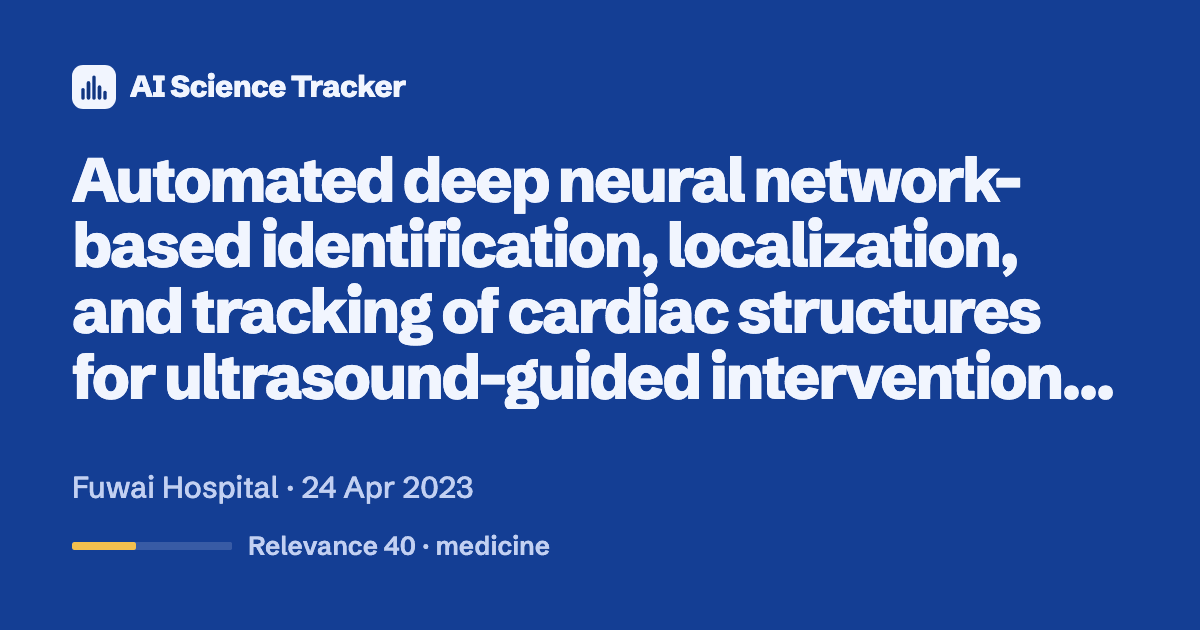 AI Science Tracker
Automated deep neural network-
based identification, localization,
and tracking of cardiac structures
for ultrasound-guided intervention...
Fuwai Hospital · 24 Apr 2023
Relevance 40 · medicine